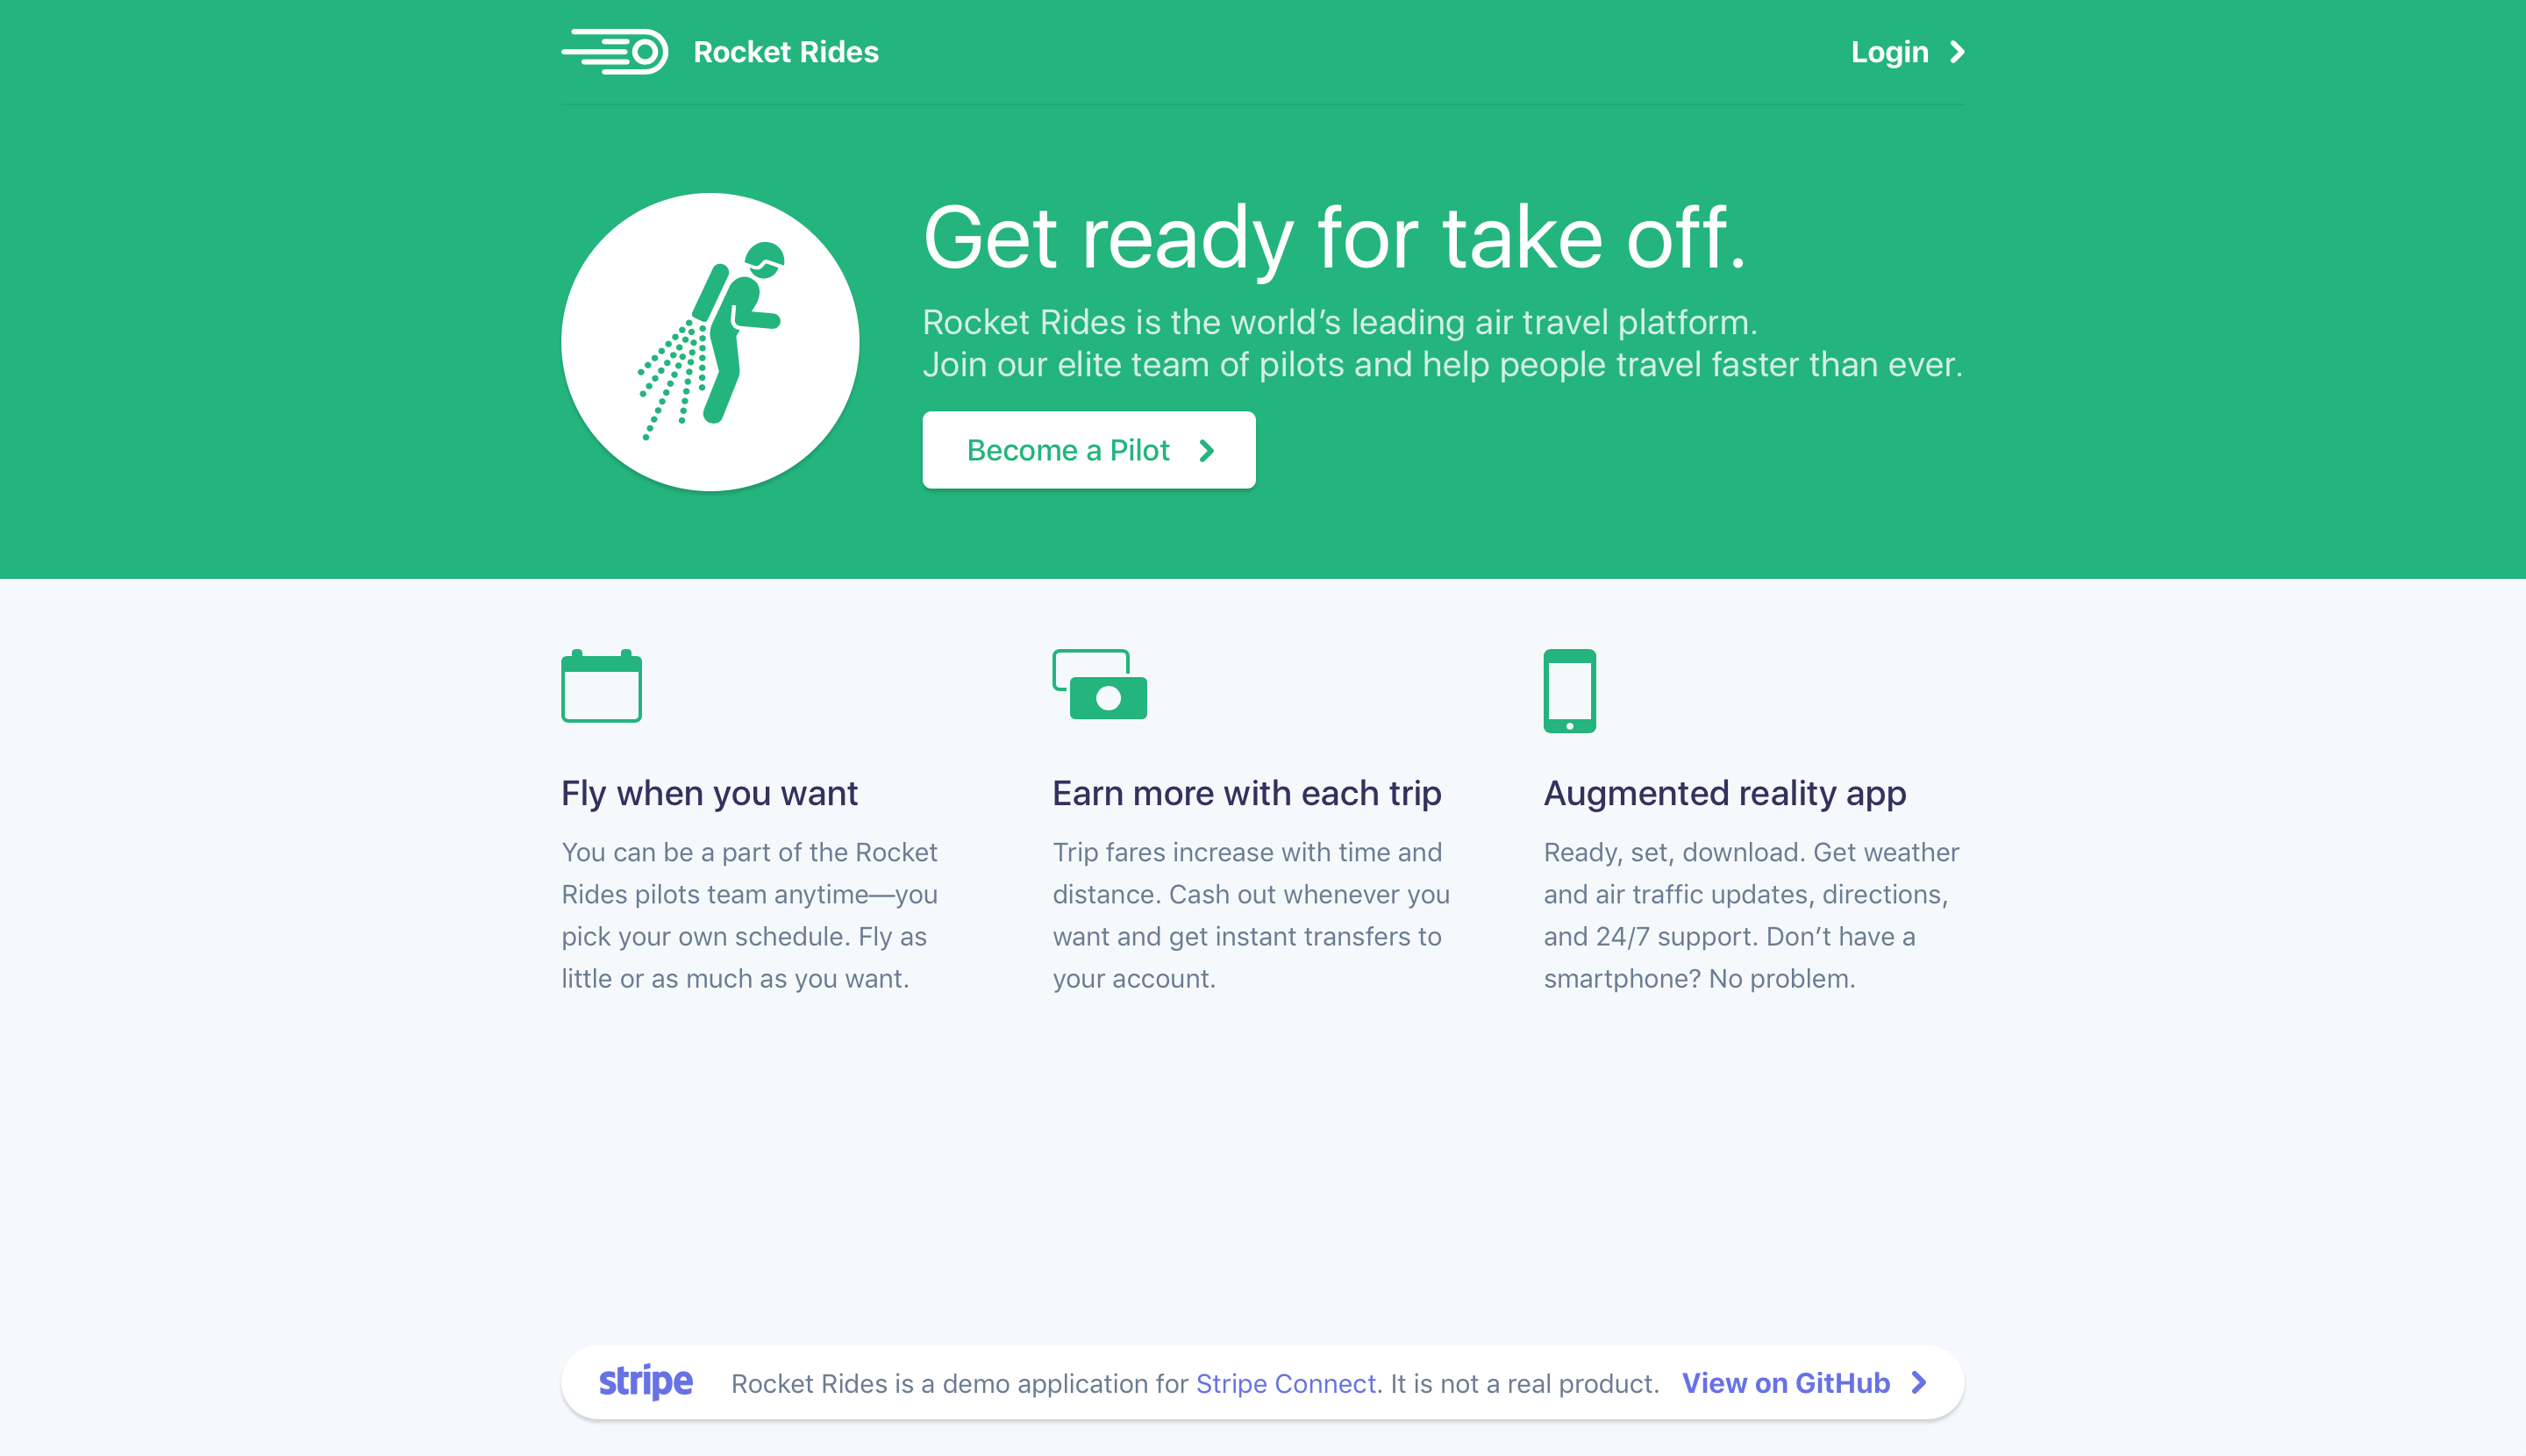 Rocket Rides
Login
Get ready for take off.
Rocket Rides is the world’s leading air travel platform.
Join our elite team of pilots and help people travel faster than ever.
Become a Pilot
Fly when you want
You can be a part of the Rocket
Rides pilots team anytime—you
pick your own schedule. Fly as
little or as much as you want.
Earn more with each trip
Trip fares increase with time and
distance. Cash out whenever you
want and get instant transfers to
your account.
Augmented reality app
Ready, set, download. Get weather
and air traffic updates, directions,
and 24/7 support. Don’t have a
smartphone? No problem.
stripe
Rocket Rides is a demo application for Stripe Connect. It is not a real product.
View on GitHub